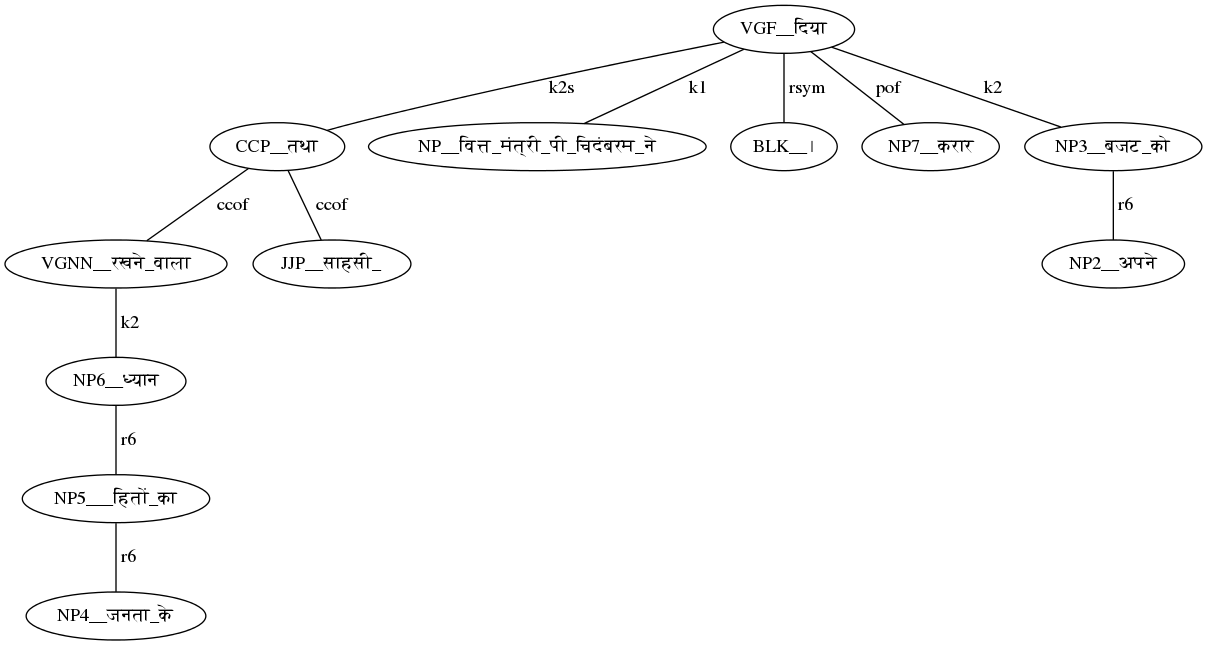 VGF__दिया
k2s k1 rsym pof k2
CCP__तथा NP__वित्त_मंत्री_पी_चिदंबरम_ने BLK__। NP7__करार NP3__बजट_को
ccof ccof r6
VGNN__रखने_वाला JJP__साहसी_ NP2__अपने
k2
NP6__ध्यान
r6
NP5___हितों_का
r6
NP4__जनता_के